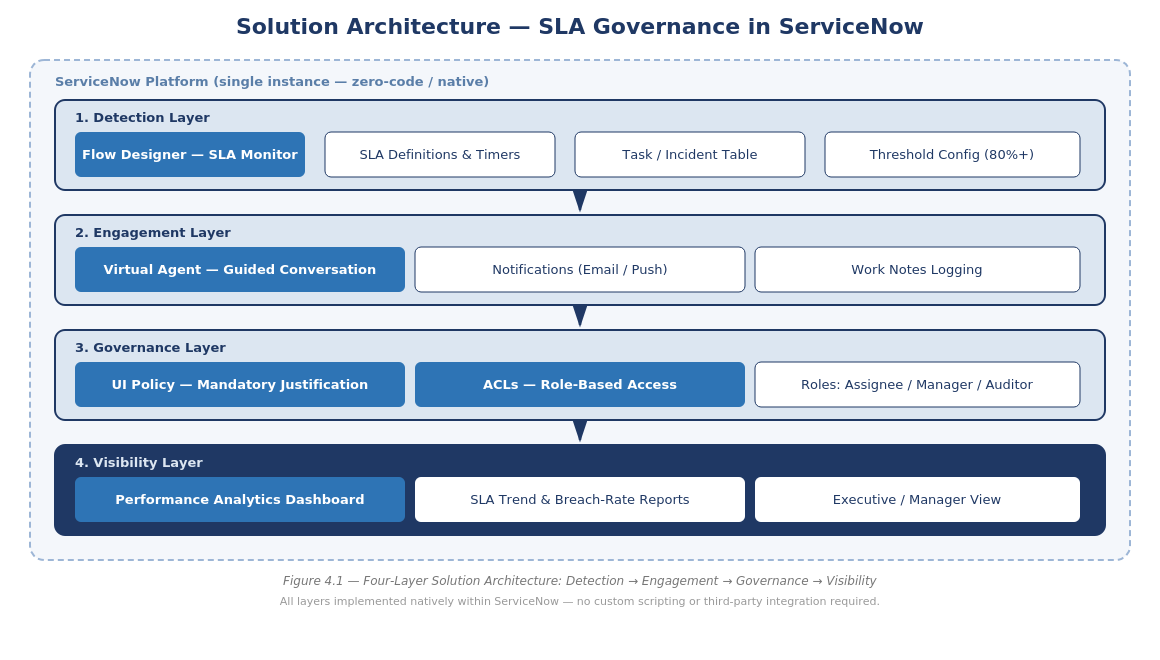 Solution Architecture — SLA Governance in ServiceNow
ServiceNow Platform (single instance — zero-code / native)
1. Detection Layer
Flow Designer — SLA Monitor
SLA Definitions & Timers
Task / Incident Table
Threshold Config (80%+)
2. Engagement Layer
Virtual Agent — Guided Conversation
Notifications (Email / Push)
Work Notes Logging
3. Governance Layer
UI Policy — Mandatory Justification
ACLs — Role-Based Access
Roles: Assignee / Manager / Auditor
4. Visibility Layer
Performance Analytics Dashboard
SLA Trend & Breach-Rate Reports
Executive / Manager View
Figure 4.1 — Four-Layer Solution Architecture: Detection → Engagement → Governance → Visibility
All layers implemented natively within ServiceNow — no custom scripting or third-party integration required.